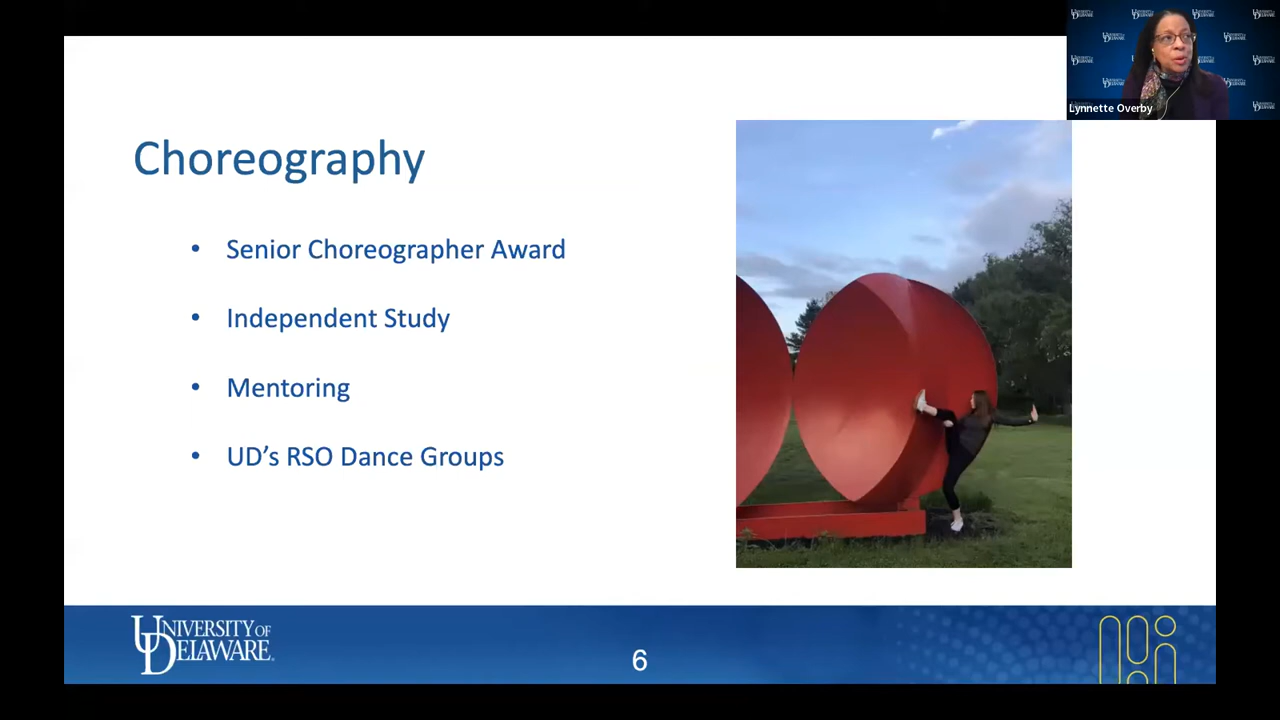 Choreography
• Senior Choreographer Award
• Independent Study
• Mentoring
• UD’s RSO Dance Groups
UNIVERSITY OF
DELAWARE
6
Lynnette Overby